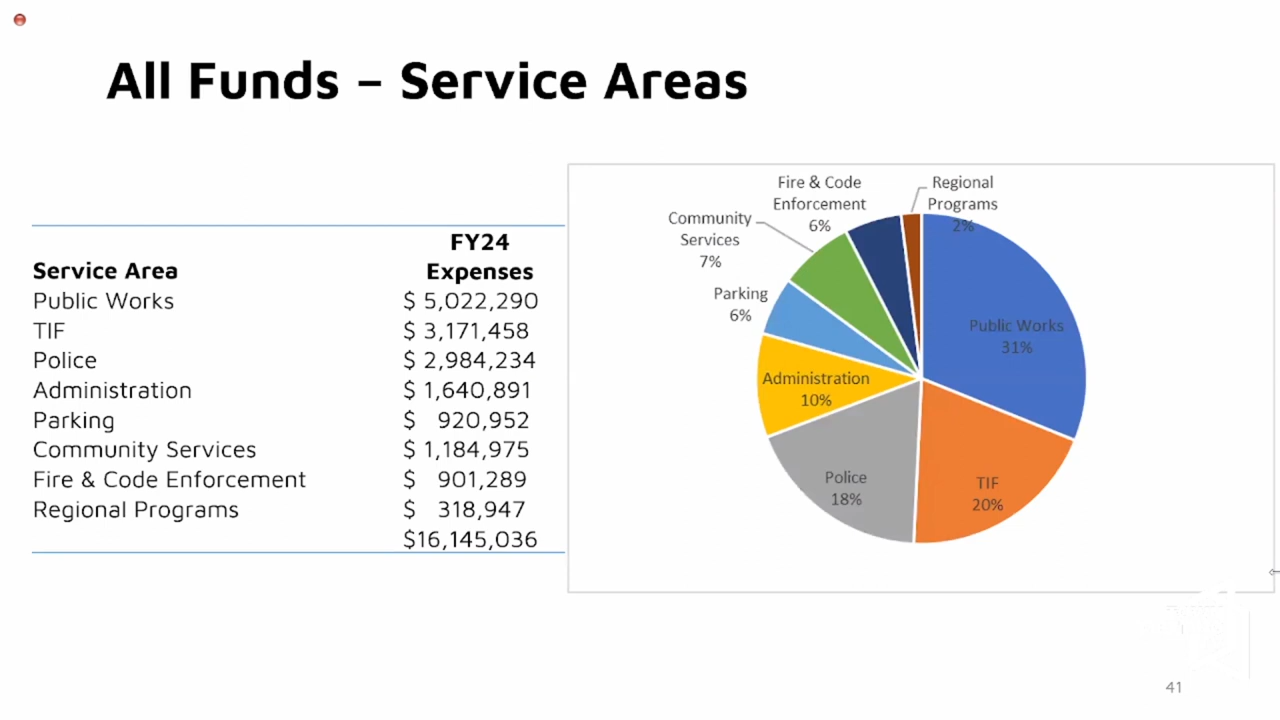 All Funds – Service Areas
FY24
Service Area Expenses
Public Works $ 5,022,290
TIF $ 3,171,458
Police $ 2,984,234
Administration $ 1,640,891
Parking $ 920,952
Community Services $ 1,184,975
Fire & Code Enforcement $ 901,289
Regional Programs $ 318,947
$16,145,036
Fire & Code
Enforcement
6%
Regional
Programs
2%
Community
Services
7%
Parking
6%
Public Works
31%
Administration
10%
Police
18%
TIF
20%
41